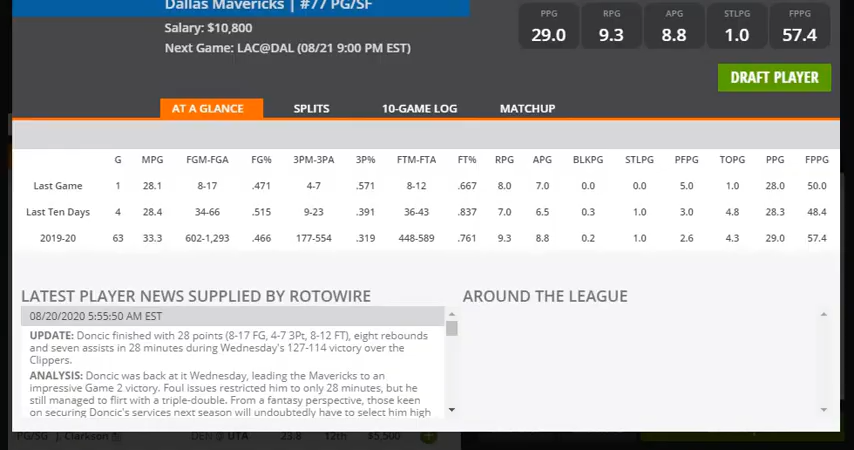 Dallas Mavericks | #77 PG/SF
Salary: $10,800
Next Game: LAC@DAL (08/21 9:00 PM EST)
PPG RPG APG STLPG FPPG
29.0 9.3 8.8 1.0 57.4
DRAFT PLAYER
AT A GLANCE SPLITS 10-GAME LOG MATCHUP
G MPG FGM-FGA FG% 3PM-3PA 3P% FTM-FTA FT% RPG APG BLKPG STLPG PFPG TOPG PPG FPPG
Last Game 1 28.1 8-17 .471 4-7 .571 8-12 .667 8.0 7.0 0.0 0.0 5.0 1.0 28.0 50.0
Last Ten Days 4 28.4 34-66 .515 9-23 .391 36-43 .837 7.0 6.5 0.3 1.0 3.0 4.8 28.3 48.4
2019-20 63 33.3 602-1,293 .466 177-554 .319 448-589 .761 9.3 8.8 0.2 1.0 2.6 4.3 29.0 57.4
LATEST PLAYER NEWS SUPPLIED BY ROTOWIRE
08/20/2020 5:55:50 AM EST
UPDATE: Doncic finished with 28 points (8-17 FG, 4-7 3Pt, 8-12 FT), eight rebounds
and seven assists in 28 minutes during Wednesday's 127-114 victory over the
Clippers.
ANALYSIS: Doncic was back at it Wednesday, leading the Mavericks to an
impressive Game 2 victory. Foul issues restricted him to only 28 minutes, but he
still managed to flirt with a triple-double. From a fantasy perspective, those keen
on securing Doncic's services next season will undoubtedly have to select him high
AROUND THE LEAGUE
PG/SG J. Clarkson DEN @ UTA 23.8 12th $5,500